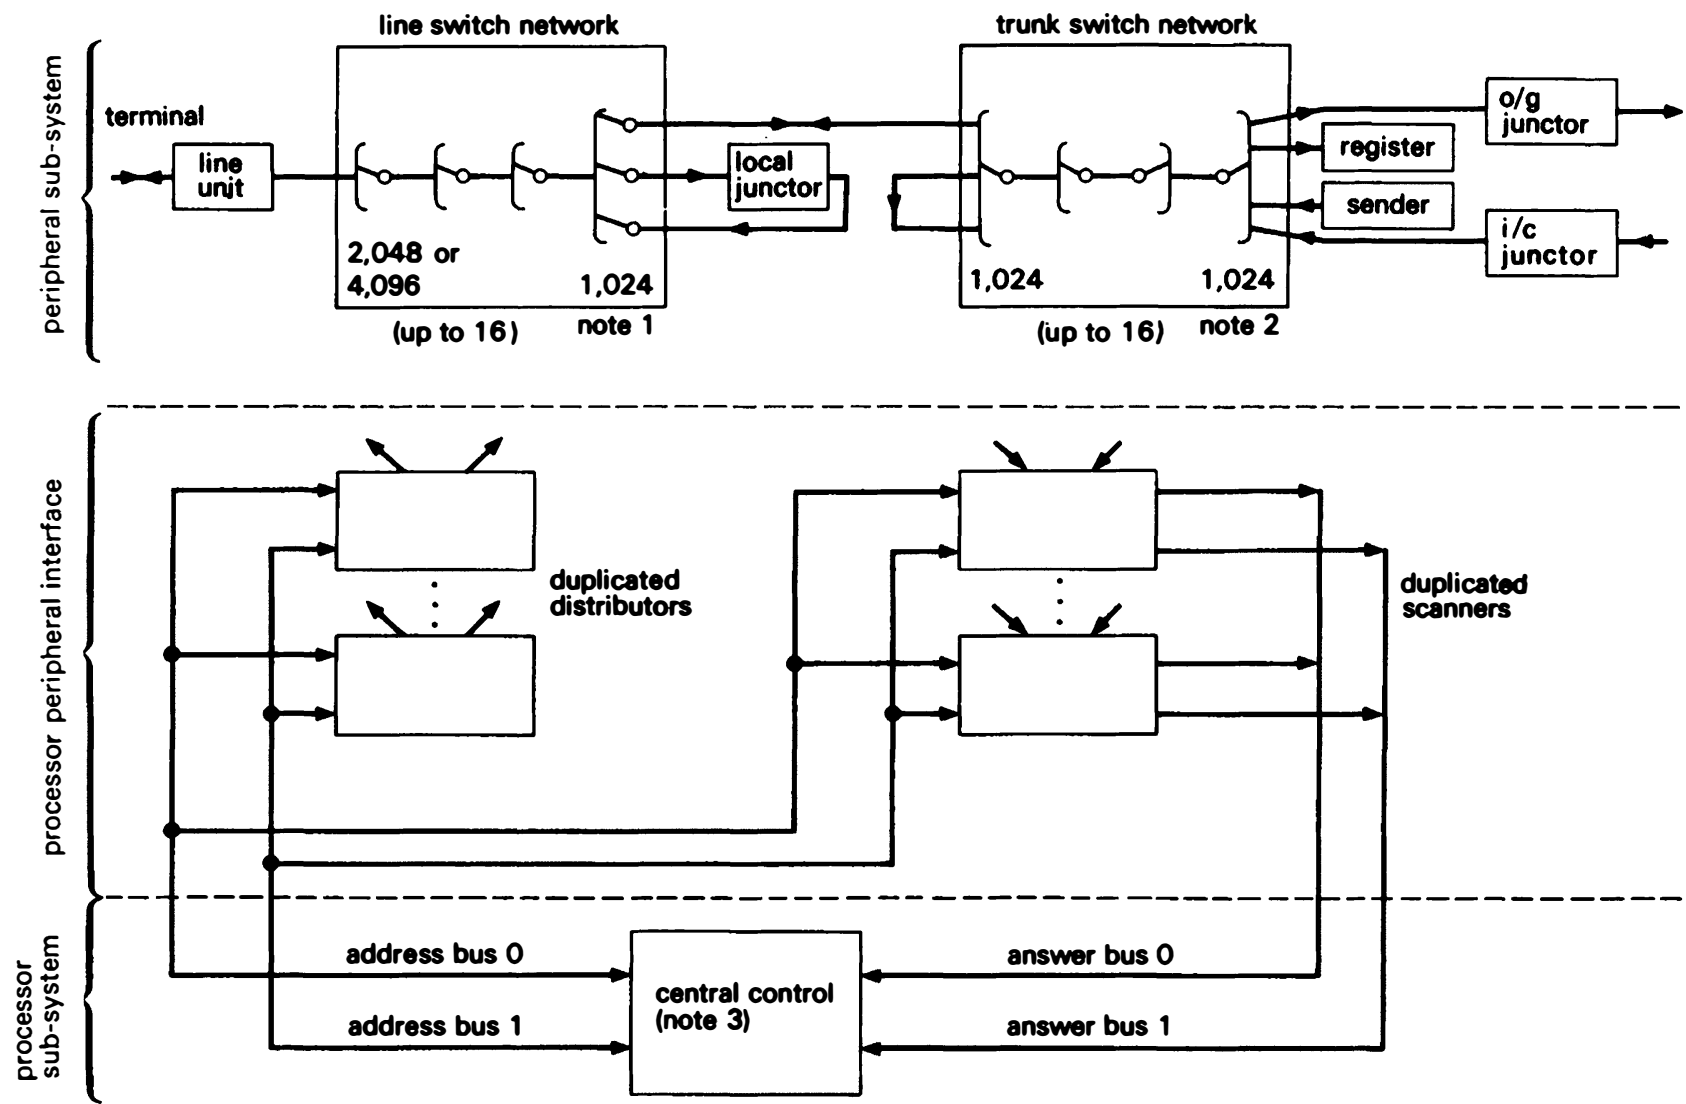 line switch network
trunk switch network
peripheral sub-system
terminal
line
unit
local
junctor
o/g
junctor
register
sender
i/c
junctor
2,048 or
4,096
1,024
1,024
1,024
(up to 16)
note 1
(up to 16)
note 2
processor peripheral interface
duplicated
distributors
duplicated
scanners
processor
sub-system
address bus 0
address bus 1
central control
(note 3)
answer bus 0
answer bus 1